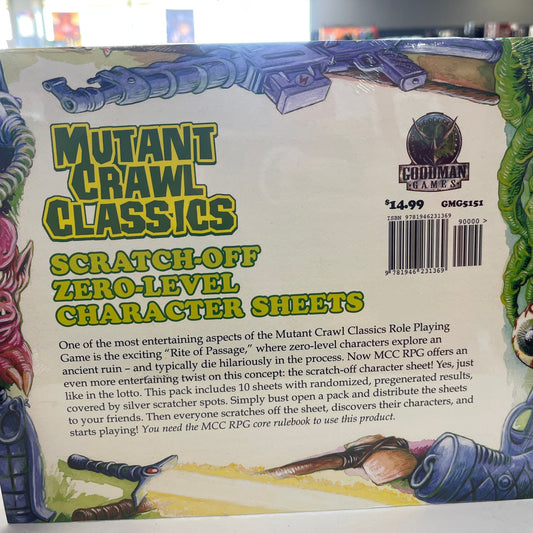 MUTANT
CRAWL
CLASSICS
GOODMAN
GAMES
$14.99 GMG5151
ISBN 9781946231369
90000 >
9 781946 231369
SCRATCH-OFF
ZERO-LEVEL
CHARACTER SHEETS
One of the most entertaining aspects of the Mutant Crawl Classics Role Playing
Game is the exciting "Rite of Passage," where zero-level characters explore an
ancient ruin – and typically die hilariously in the process. Now MCC RPG offers an
even more entertaining twist on this concept: the scratch-off character sheet! Yes, just
like in the lotto. This pack includes 10 sheets with randomized, pregenerated results,
covered by silver scratcher spots. Simply bust open a pack and distribute the sheets
to your friends. Then everyone scratches off the sheet, discovers their characters, and
starts playing! You need the MCC RPG core rulebook to use this product.